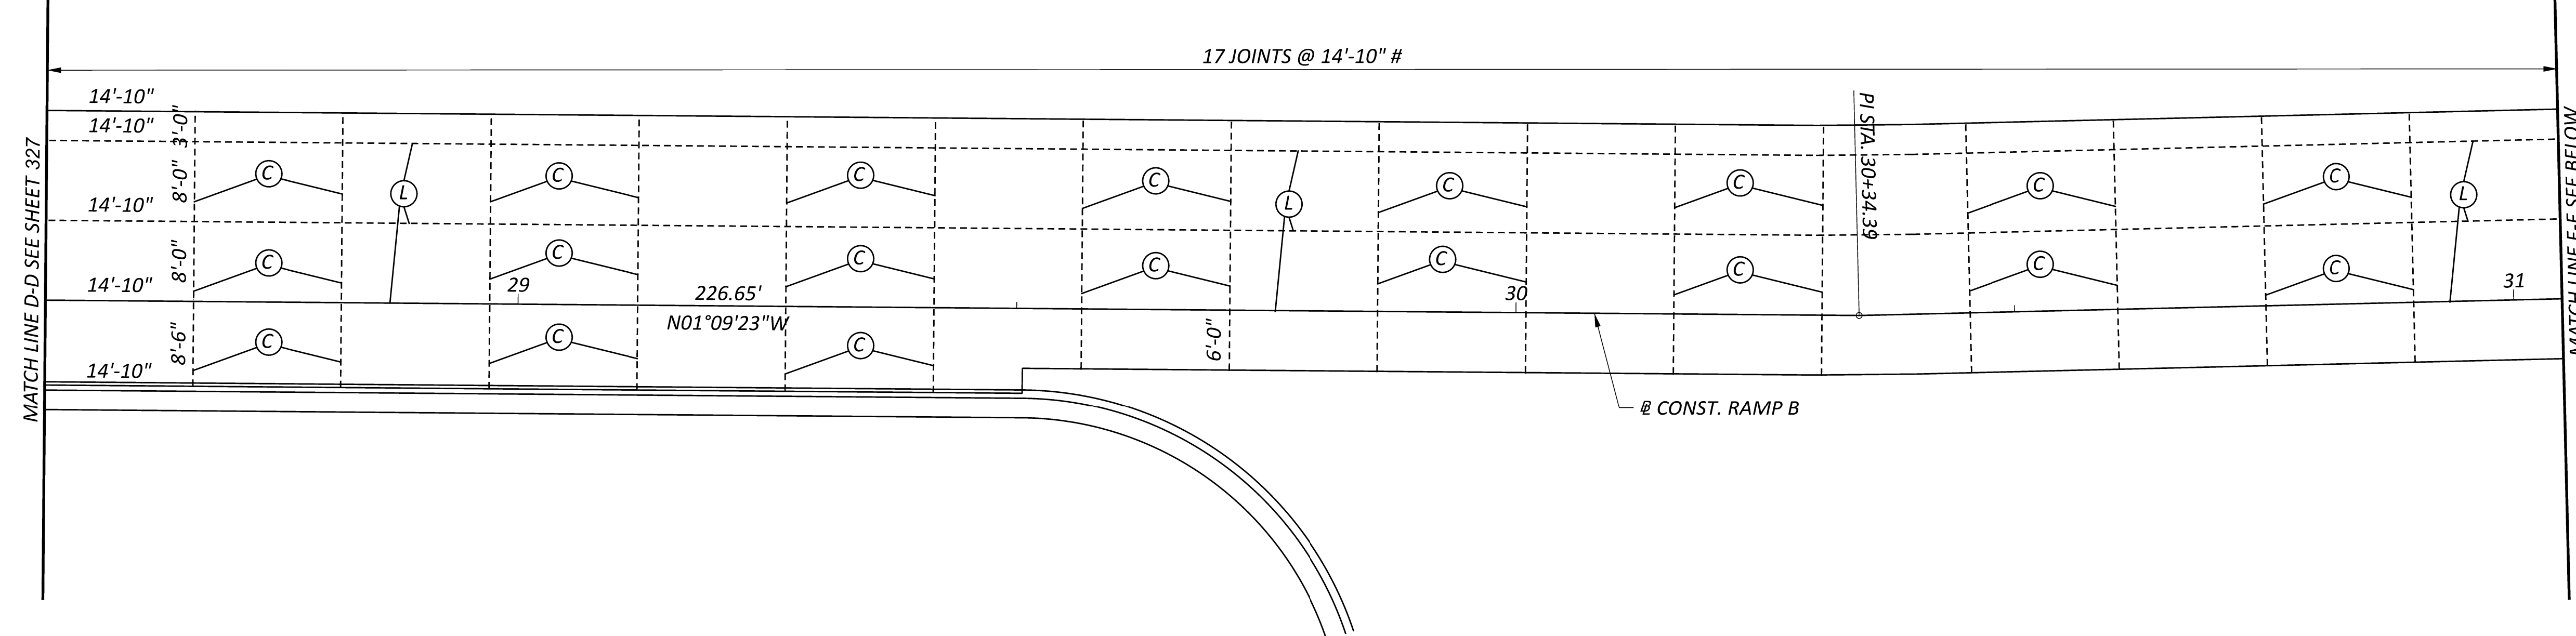 17 JOINTS @ 14'-10" #
MATCH LINE D-D SEE SHEET 327
14'-10"
14'-10"
14'-10"
14'-10"
14'-10"
3'-0"
8'-0"
8'-0"
8'-6"
C
C
C
C
C
C
C
C
L
C
C
C
C
L
C
C
C
C
C
C
L
C
C
C
29
226.65'
N01°09'23"W
6'-0"
30
31
PI STA. 30+34.39
CONST. RAMP B
MATCH LINE E-E SEE BELOW